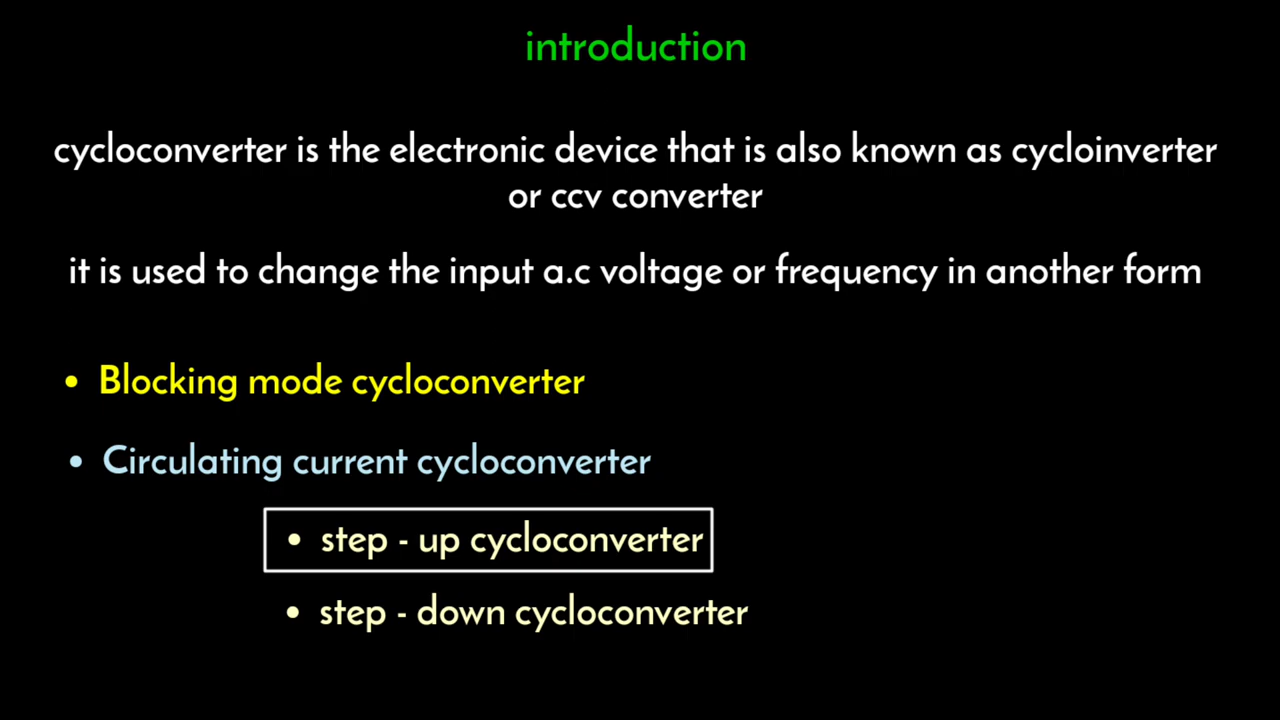 introduction
cycloconverter is the electronic device that is also known as cycloinverter
or ccv converter
it is used to change the input a.c voltage or frequency in another form
• Blocking mode cycloconverter
• Circulating current cycloconverter
• step - up cycloconverter
• step - down cycloconverter